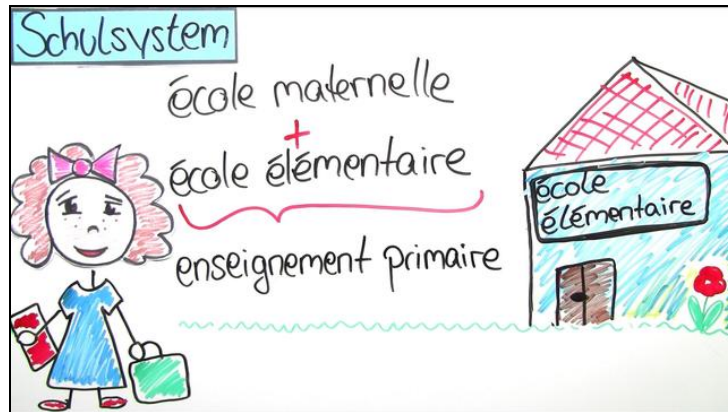 Schulsystem
école maternelle
+
école élémentaire
enseignement primaire
école
élémentaire